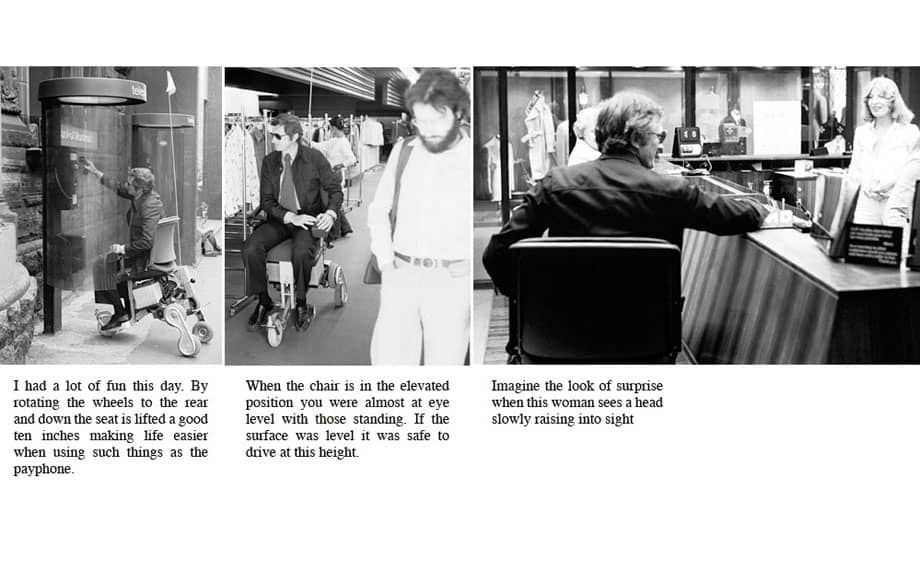 I had a lot of fun this day. By
rotating the wheels to the rear
and down the seat is lifted a good
ten inches making life easier
when using such things as the
payphone.
When the chair is in the elevated
position you were almost at eye
level with those standing. If the
surface was level it was safe to
drive at this height.
Imagine the look of surprise
when this woman sees a head
slowly raising into sight